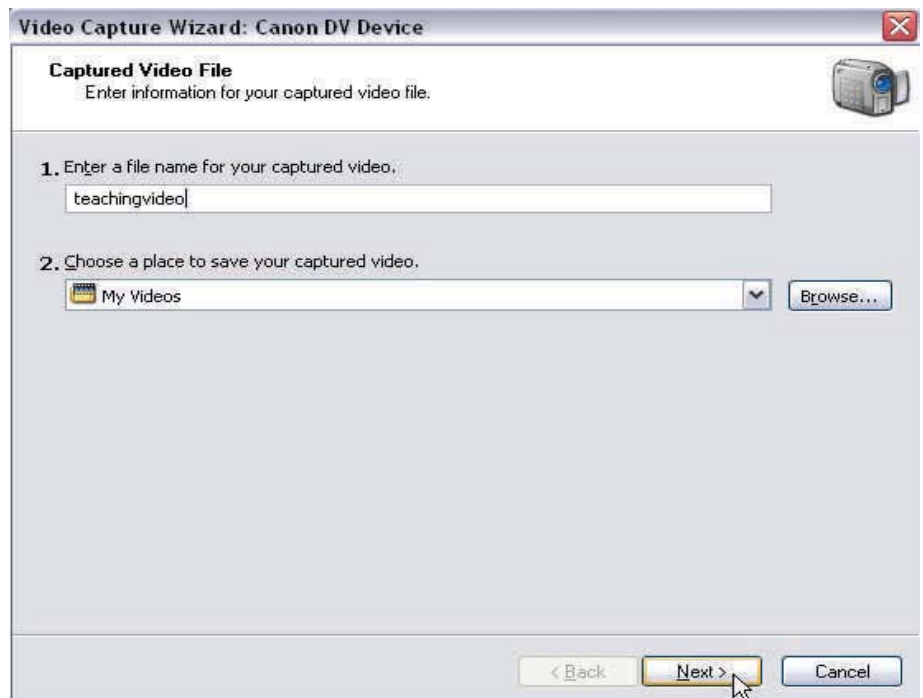 Video Capture Wizard: Canon DV Device
Captured Video File
Enter information for your captured video file.
1. Enter a file name for your captured video.
teachingvideo
2. Choose a place to save your captured video.
My Videos
Browse...
< Back Next > Cancel